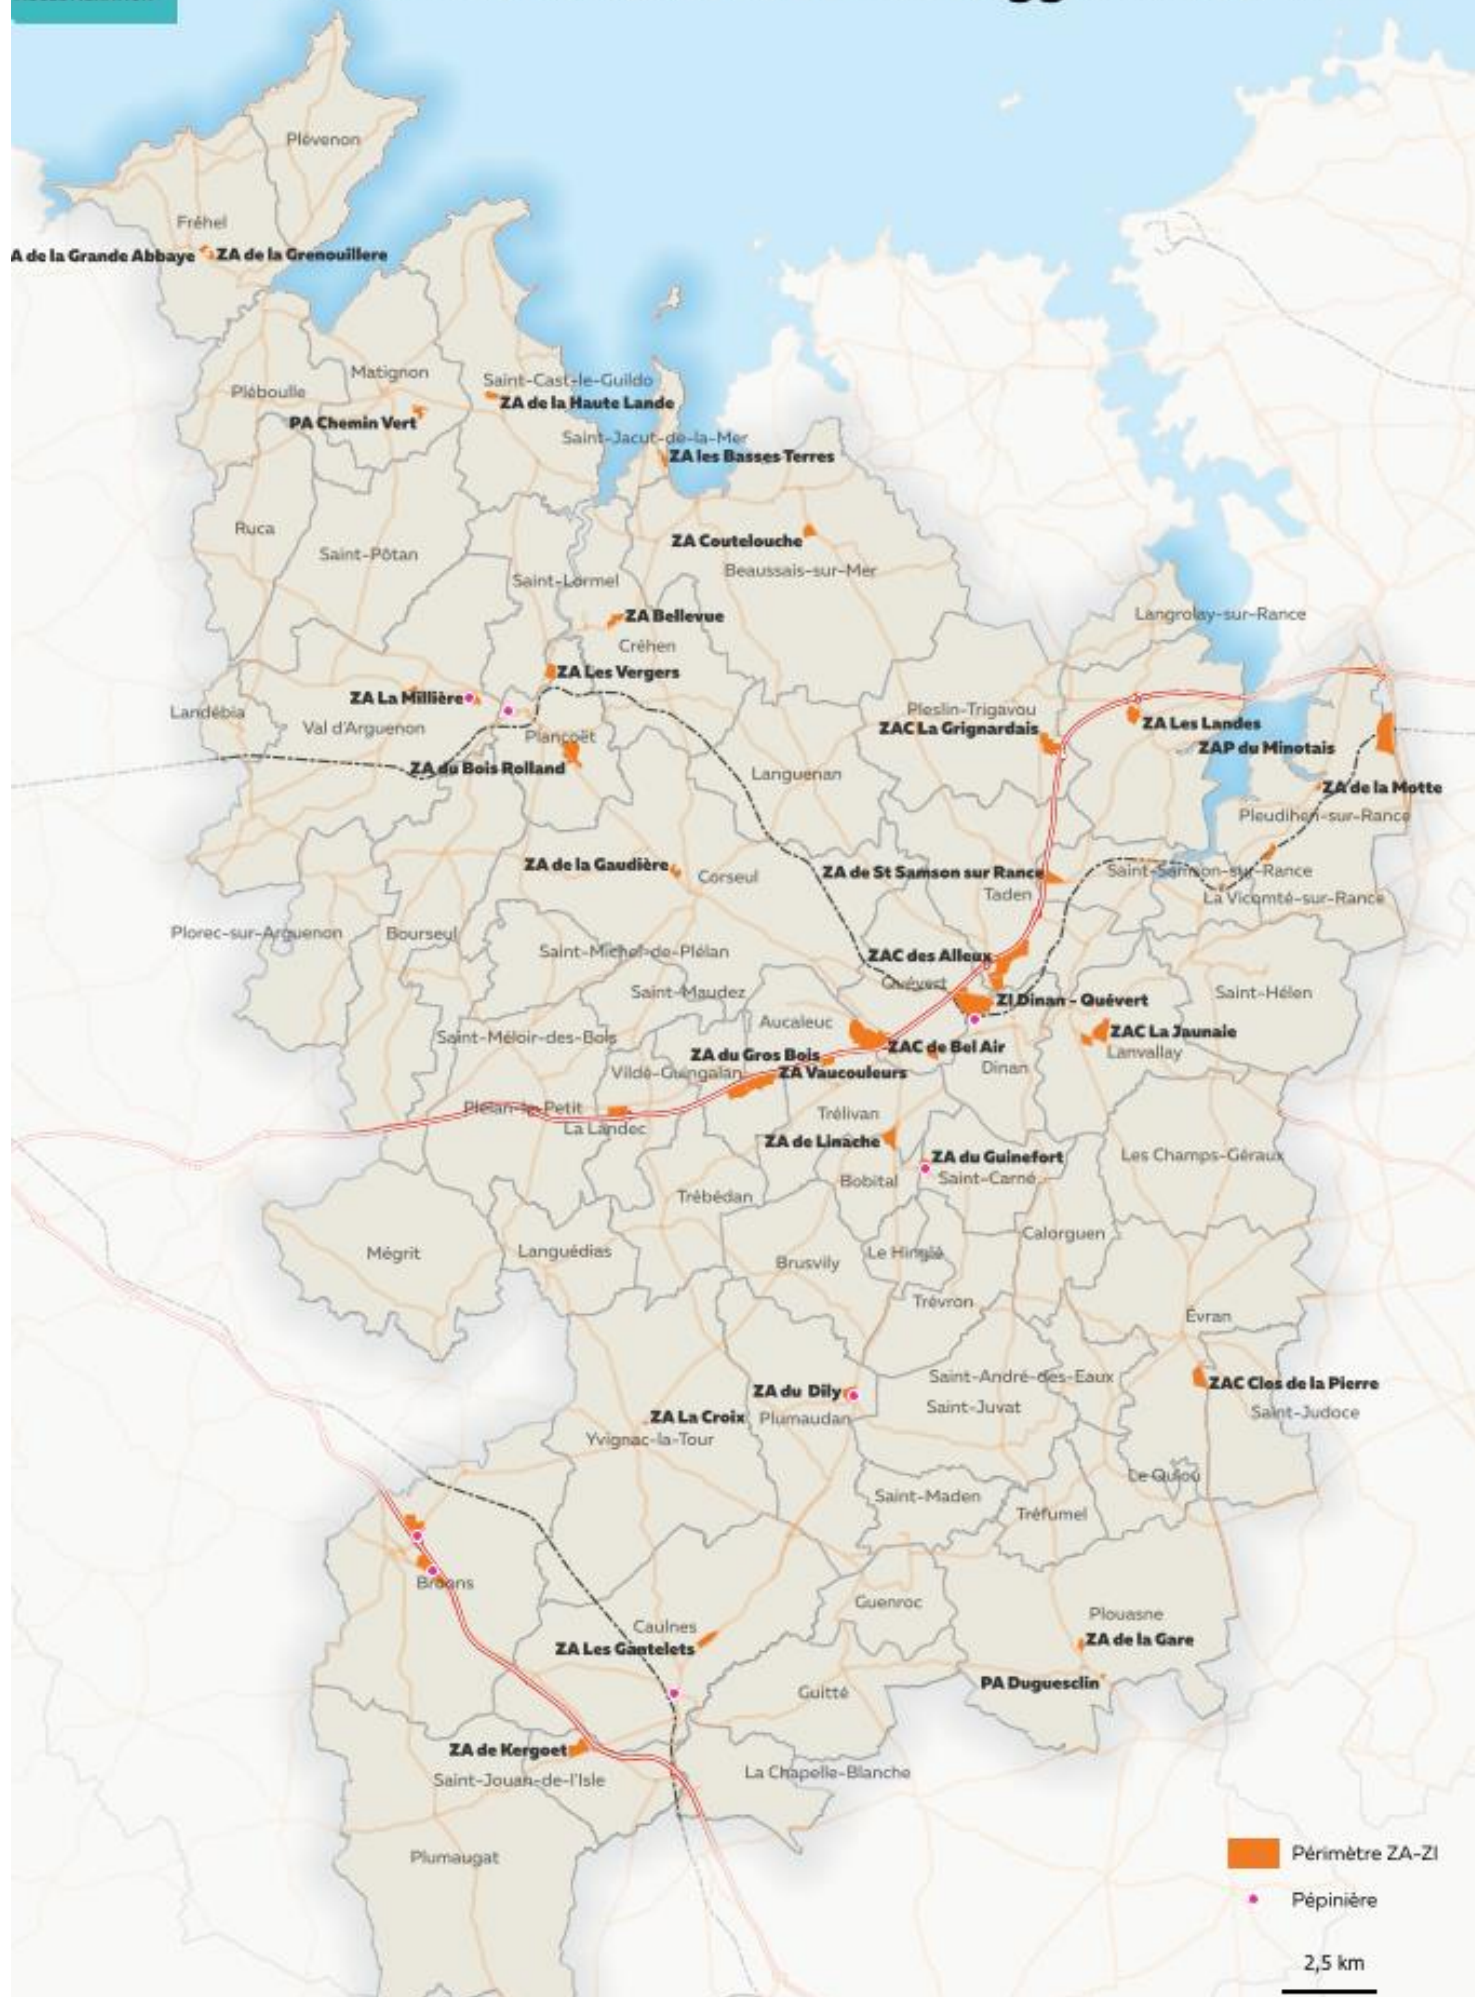 Plévenon
Fréhel
A de la Grande Abbaye
ZA de la Grenouillere
Matignon
Pléboulle
Saint-Cast-le-Guildo
ZA de la Haute Lande
PA Chemin Vert
Saint-Jacut-de-la-Mer
ZA les Basses Terres
Ruca
Saint-Pôtan
ZA Coutelouche
Beaussais-sur-Mer
Saint-Lormel
ZA Bellevue
Langrolay-sur-Rance
Créhen
ZA Les Vergers
ZA La Millière
Landébia
Val d'Arguenon
Plancoët
ZA du Bois Rolland
Pleslin-Trigavou
ZAC La Grignardais
ZA Les Landes
ZAP du Minotais
Languenan
ZA de la Motte
Pleudihen-sur-Rance
ZA de la Gaudière
Corseul
ZA de St Samson sur Rance
Saint-Samson-sur-Rance
Taden
La Vicomté-sur-Rance
Plorec-sur-Arguenon
Bourseul
Saint-Michel-de-Plélan
ZAC des Alleux
Quévert
Saint-Maudez
ZI Dinan - Quévert
Saint-Hélen
Aucaleuc
Saint-Méloir-des-Bois
ZAC La Jaunaie
ZAC de Bel Air
Lanvallay
ZA du Gros Bois
Vildé-Guingalan
ZA Vaucouleurs
Dinan
Plélan-le-Petit
Trélivan
La Landec
ZA de Linache
ZA du Guinefort
Les Champs-Géraux
Bobital
Saint-Carné
Trébédan
Calorguen
Mégrit
Languédias
Brusvily
Le Hinglé
Trévron
Évran
Saint-André-des-Eaux
ZAC Clos de la Pierre
ZA du Dily
Saint-Juvat
Saint-Judoce
ZA La Croix
Plumaudan
Yvignac-la-Tour
Le Quiou
Saint-Maden
Tréfumel
Broons
Guenroc
Plouasne
Caulnes
ZA de la Gare
ZA Les Gantelets
PA Duguesclin
Guitté
ZA de Kergoet
La Chapelle-Blanche
Saint-Jouan-de-l'Isle
Plumaugat
Périmètre ZA-ZI
Pépinière
2,5 km